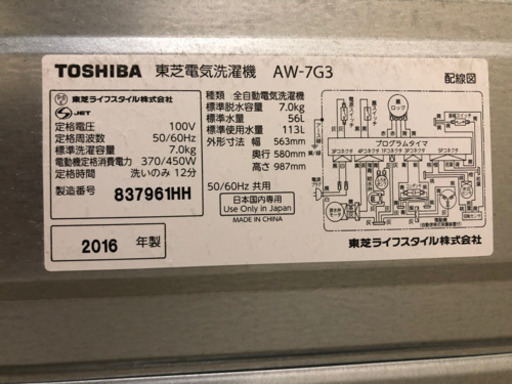 TOSHIBA 東芝電気洗濯機 AW-7G3
配線図
東芝ライフスタイル株式会社
S JET
定格電圧 100V
定格周波数 50/60Hz
標準洗濯容量 7.0kg
電動機定格消費電力 370/450W
定格時間 洗いのみ 12分
製造番号 837961HH
2016 年製
種類 全自動電気洗濯機
標準脱水容量 7.0kg
標準水量 56L
標準使用水量 113L
外形寸法 幅 563mm
奥行 580mm
高さ 987mm
50/60Hz 共用
日本国内専用
Use Only in Japan
MADE IN CHINA
プログラムタイマ
東芝ライフスタイル株式会社